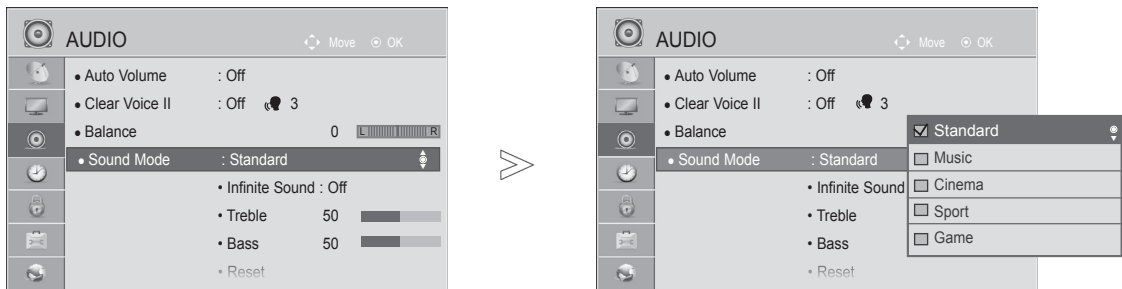 AUDIO Move OK
• Auto Volume : Off
• Clear Voice II : Off 3
• Balance 0 L R
• Sound Mode : Standard
• Infinite Sound : Off
• Treble 50
• Bass 50
• Reset
AUDIO Move OK
• Auto Volume : Off
• Clear Voice II : Off 3
• Balance
• Sound Mode : Standard
• Infinite Sound
• Treble
• Bass
• Reset
Standard
Music
Cinema
Sport
Game